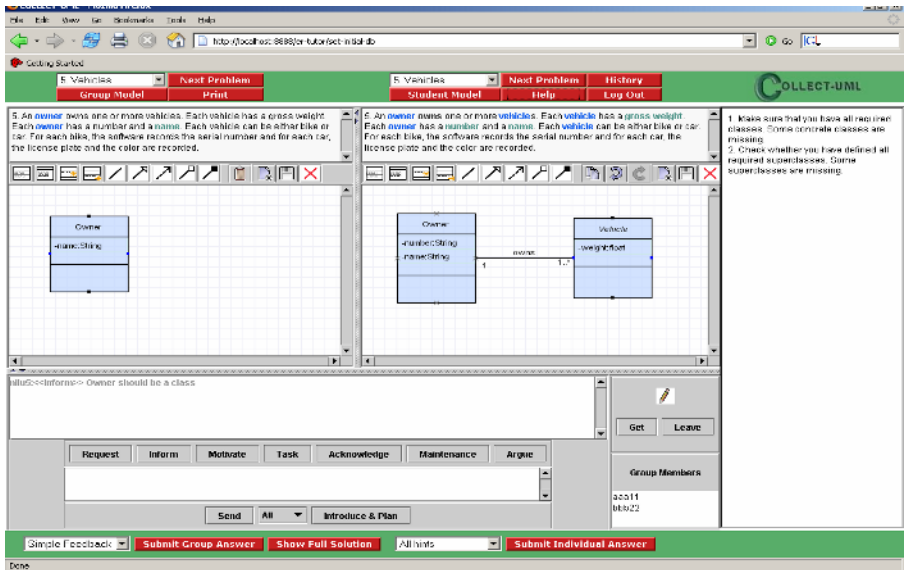 COLLECT-UML - Mozilla Firefox
File Edit View Go Bookmarks Tools Help
http://localhost:8888/er-tutor/set-initial-db
Go
Getting Started
5. Vehicles
Next Problem
Group Model
Print
5. Vehicles
Next Problem
History
Student Model
Help
Log Out
COLLECT-UML
5. An owner owns one or more vehicles. Each vehicle has a gross weight.
Each owner has a number and a name. Each vehicle can be either bike or
car. For each bike, the software records the serial number and for each car,
the license plate and the color are recorded.
5. An owner owns one or more vehicles. Each vehicle has a gross weight.
Each owner has a number and a name. Each vehicle can be either bike or car.
For each bike, the software records the serial number and for each car, the
license plate and the color are recorded.
1. Make sure that you have all required
classes. Some concrete classes are
missing.
2. Check whether you have defined all
required superclasses. Some
superclasses are missing.
Owner
-name:String
Owner
-number:String
-name:String
owns
1
1..*
Vehicle
-weight:float
<<Inform>> Owner should be a class
Get
Leave
Request
Inform
Motivate
Task
Acknowledge
Maintenance
Argue
Group Members
aaa11
bbb22
Send
All
Introduce & Plan
Simple Feedback
Submit Group Answer
Show Full Solution
All hints
Submit Individual Answer
Done